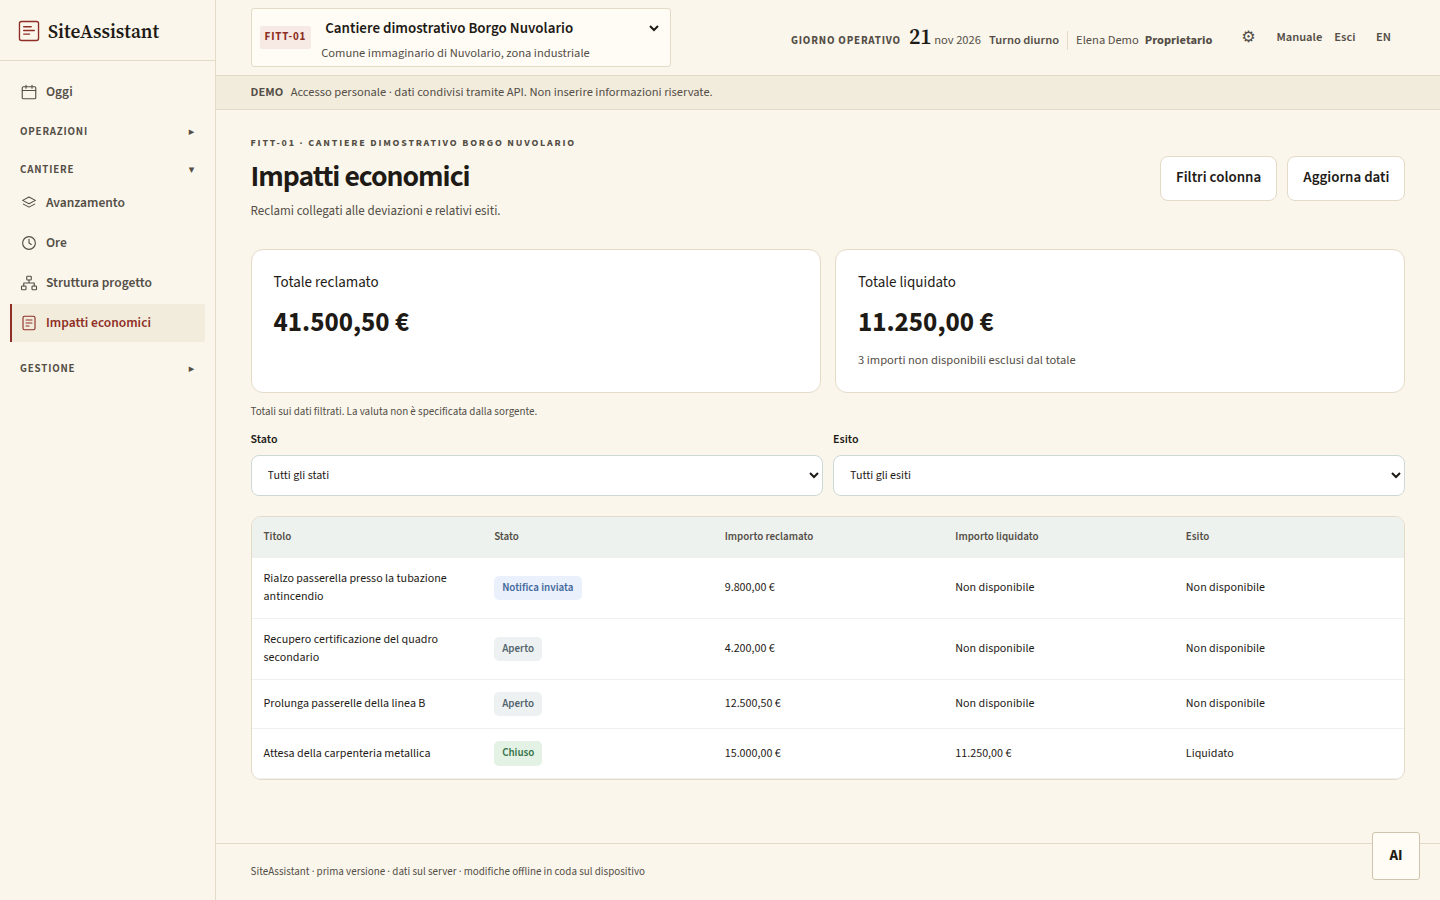 SiteAssistant
FITT-01
Cantiere dimostrativo Borgo Nuvolario
Comune immaginario di Nuvolario, zona industriale
GIORNO OPERATIVO 21 nov 2026 Turno diurno Elena Demo Proprietario
Manuale Esci EN
DEMO Accesso personale · dati condivisi tramite API. Non inserire informazioni riservate.
Oggi
OPERAZIONI
CANTIERE
Avanzamento
Ore
Struttura progetto
Impatti economici
GESTIONE
FITT-01 · CANTIERE DIMOSTRATIVO BORGO NUVOLARIO
Impatti economici
Reclami collegati alle deviazioni e relativi esiti.
Filtri colonna
Aggiorna dati
Totale reclamato
41.500,50 €
Totale liquidato
11.250,00 €
3 importi non disponibili esclusi dal totale
Totali sui dati filtrati. La valuta non è specificata dalla sorgente.
Stato
Tutti gli stati
Esito
Tutti gli esiti
Titolo Stato Importo reclamato Importo liquidato Esito
Rialzo passerella presso la tubazione
antincendio
Notifica inviata 9.800,00 € Non disponibile Non disponibile
Recupero certificazione del quadro
secondario
Aperto 4.200,00 € Non disponibile Non disponibile
Prolunga passerelle della linea B Aperto 12.500,50 € Non disponibile Non disponibile
Attesa della carpenteria metallica Chiuso 15.000,00 € 11.250,00 € Liquidato
SiteAssistant · prima versione · dati sul server · modifiche offline in coda sul dispositivo
AI